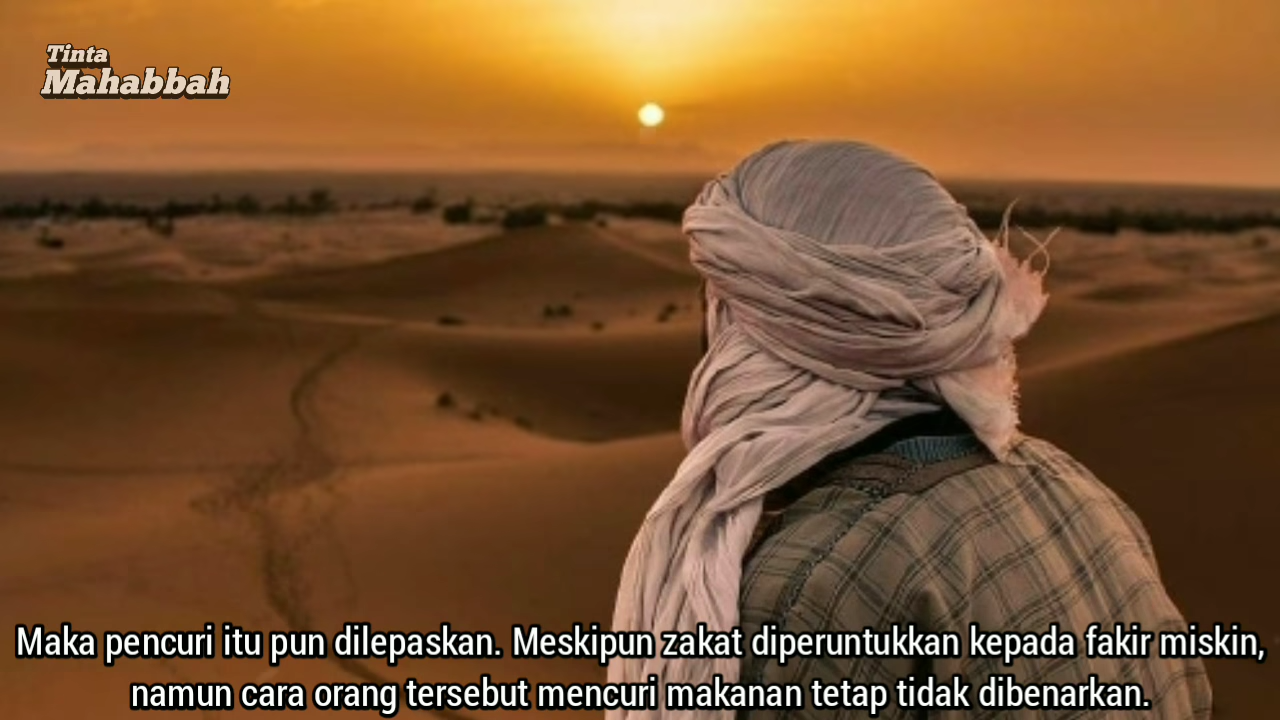 Tinta
Mahabbah
Maka pencuri itu pun dilepaskan. Meskipun zakat diperuntukkan kepada fakir miskin,
namun cara orang tersebut mencuri makanan tetap tidak dibenarkan.